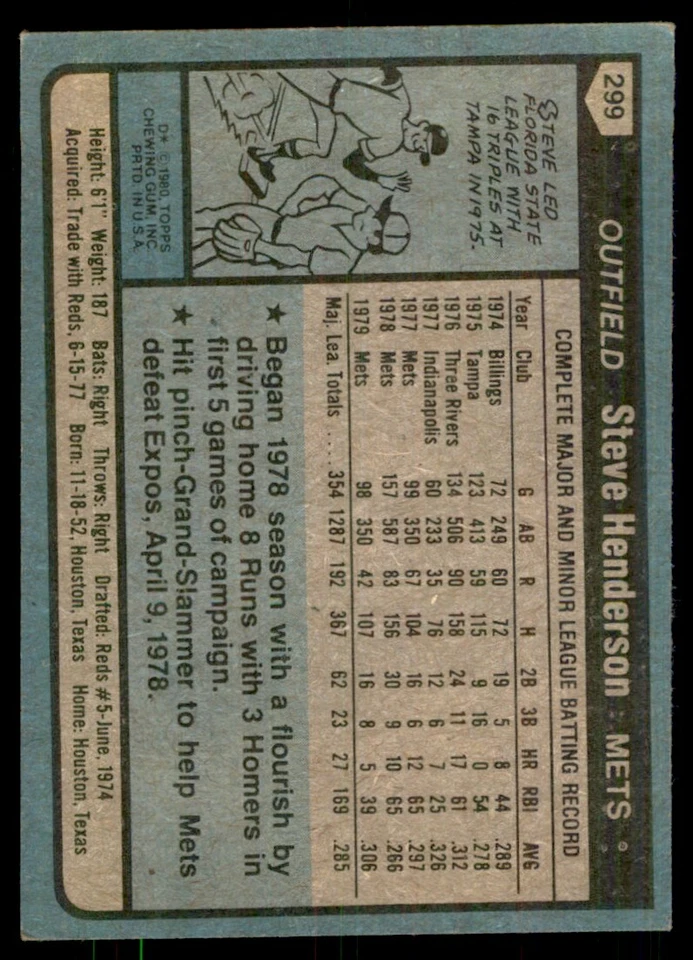 299 OUTFIELD • Steve Henderson • METS
STEVE LED
FLORIDA STATE
LEAGUE WITH
16 TRIPLES AT
TAMPA IN 1975.
D* © 1980, TOPPS
CHEWING GUM, INC.
PRTD. IN U.S.A.
COMPLETE MAJOR AND MINOR LEAGUE BATTING RECORD
Year Club G AB R H 2B 3B HR RBI AVG
1974 Billings 72 249 60 72 19 5 8 44 .289
1975 Tampa 123 413 59 115 9 16 0 54 .278
1976 Three Rivers 134 506 90 158 24 11 17 61 .312
1977 Indianapolis 60 233 35 76 12 6 7 25 .326
1977 Mets 99 350 67 104 16 6 12 65 .297
1978 Mets 157 587 83 156 30 9 10 65 .266
1979 Mets 98 350 42 107 16 8 5 39 .306
Maj. Lea. Totals ..... 354 1287 192 367 62 23 27 169 .285
★ Began 1978 season with a flourish by
driving home 8 Runs with 3 Homers in
first 5 games of campaign.
★ Hit pinch-Grand-Slammer to help Mets
defeat Expos, April 9, 1978.
Height: 6'1" Weight: 187 Bats: Right Throws: Right Drafted: Reds #5-June, 1974
Acquired: Trade with Reds, 6-15-77 Born: 11-18-52, Houston, Texas Home: Houston, Texas